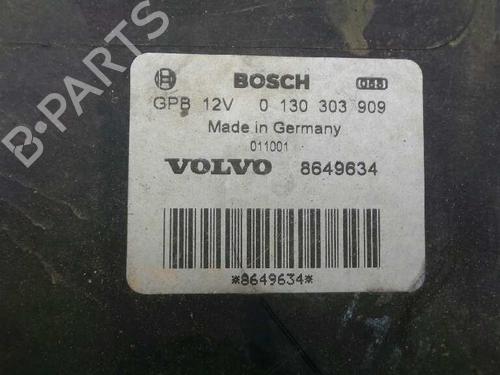 BOSCH
GPB 12V 0 130 303 909
Made in Germany
011001
VOLVO 8649634
*8649634*
B-PARTS